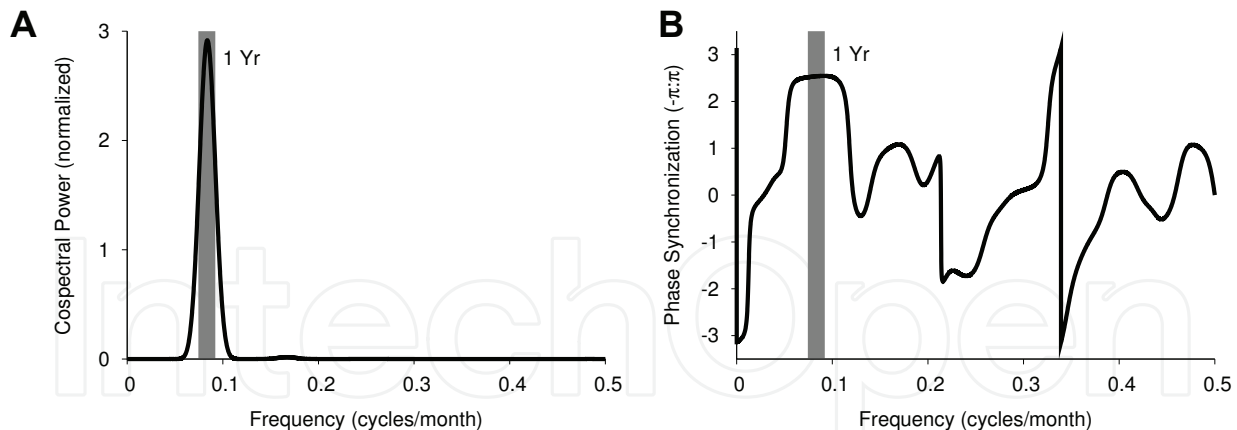 A
Cospectral Power (normalized)
3
2
1
0
1 Yr
0
0.1
0.2
0.3
0.4
0.5
Frequency (cycles/month)
B
Phase Synchronization (-π:π)
3
2
1
0
-1
-2
-3
1 Yr
0
0.1
0.2
0.3
0.4
0.5
Frequency (cycles/month)
IntechOpen